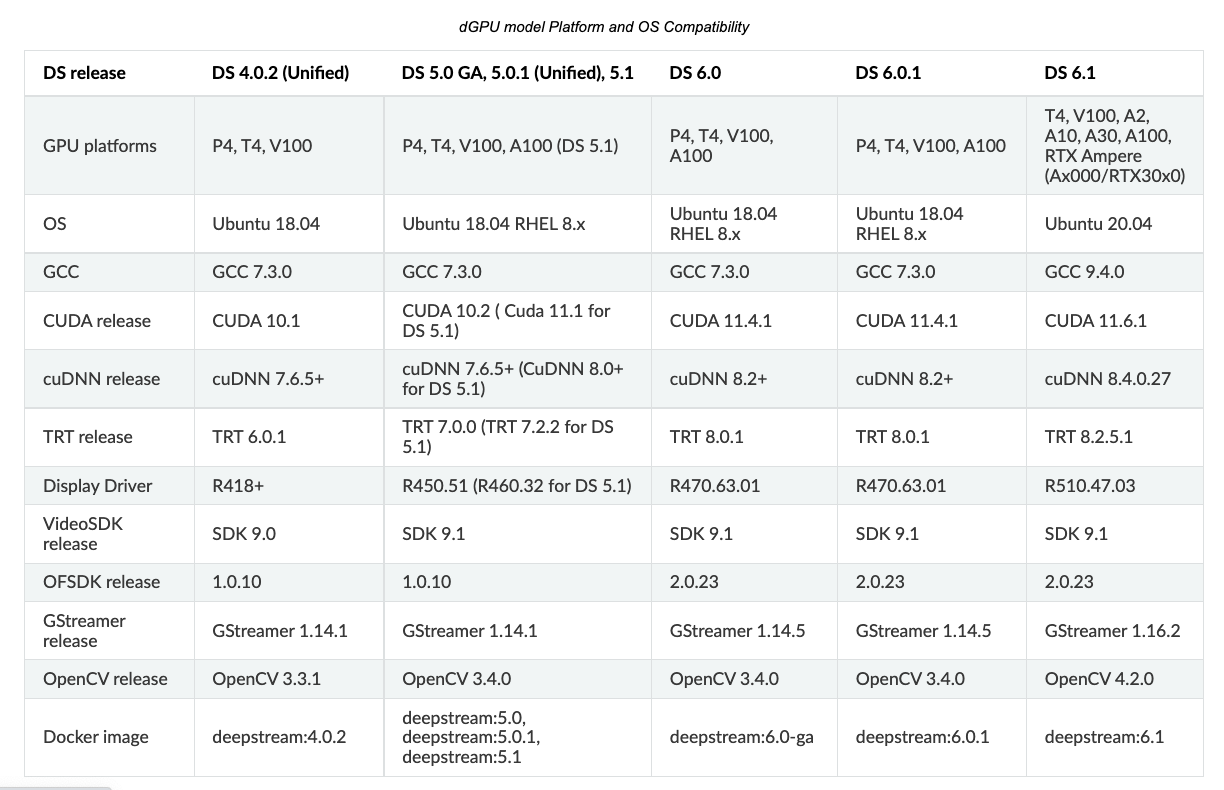 dGPU model Platform and OS Compatibility
DS release
DS 4.0.2 (Unified)
DS 5.0 GA, 5.0.1 (Unified), 5.1
DS 6.0
DS 6.0.1
DS 6.1
GPU platforms
P4, T4, V100
P4, T4, V100, A100 (DS 5.1)
P4, T4, V100,
A100
P4, T4, V100, A100
T4, V100, A2,
A10, A30, A100,
RTX Ampere
(Ax000/RTX30x0)
OS
Ubuntu 18.04
Ubuntu 18.04 RHEL 8.x
Ubuntu 18.04
RHEL 8.x
Ubuntu 18.04
RHEL 8.x
Ubuntu 20.04
GCC
GCC 7.3.0
GCC 7.3.0
GCC 7.3.0
GCC 7.3.0
GCC 9.4.0
CUDA release
CUDA 10.1
CUDA 10.2 ( Cuda 11.1 for
DS 5.1)
CUDA 11.4.1
CUDA 11.4.1
CUDA 11.6.1
cuDNN release
cuDNN 7.6.5+
cuDNN 7.6.5+ (CuDNN 8.0+
for DS 5.1)
cuDNN 8.2+
cuDNN 8.2+
cuDNN 8.4.0.27
TRT release
TRT 6.0.1
TRT 7.0.0 (TRT 7.2.2 for DS
5.1)
TRT 8.0.1
TRT 8.0.1
TRT 8.2.5.1
Display Driver
R418+
R450.51 (R460.32 for DS 5.1)
R470.63.01
R470.63.01
R510.47.03
VideoSDK
release
SDK 9.0
SDK 9.1
SDK 9.1
SDK 9.1
SDK 9.1
OFSDK release
1.0.10
1.0.10
2.0.23
2.0.23
2.0.23
GStreamer
release
GStreamer 1.14.1
GStreamer 1.14.1
GStreamer 1.14.5
GStreamer 1.14.5
GStreamer 1.16.2
OpenCV release
OpenCV 3.3.1
OpenCV 3.4.0
OpenCV 3.4.0
OpenCV 3.4.0
OpenCV 4.2.0
Docker image
deepstream:4.0.2
deepstream:5.0,
deepstream:5.0.1,
deepstream:5.1
deepstream:6.0-ga
deepstream:6.0.1
deepstream:6.1